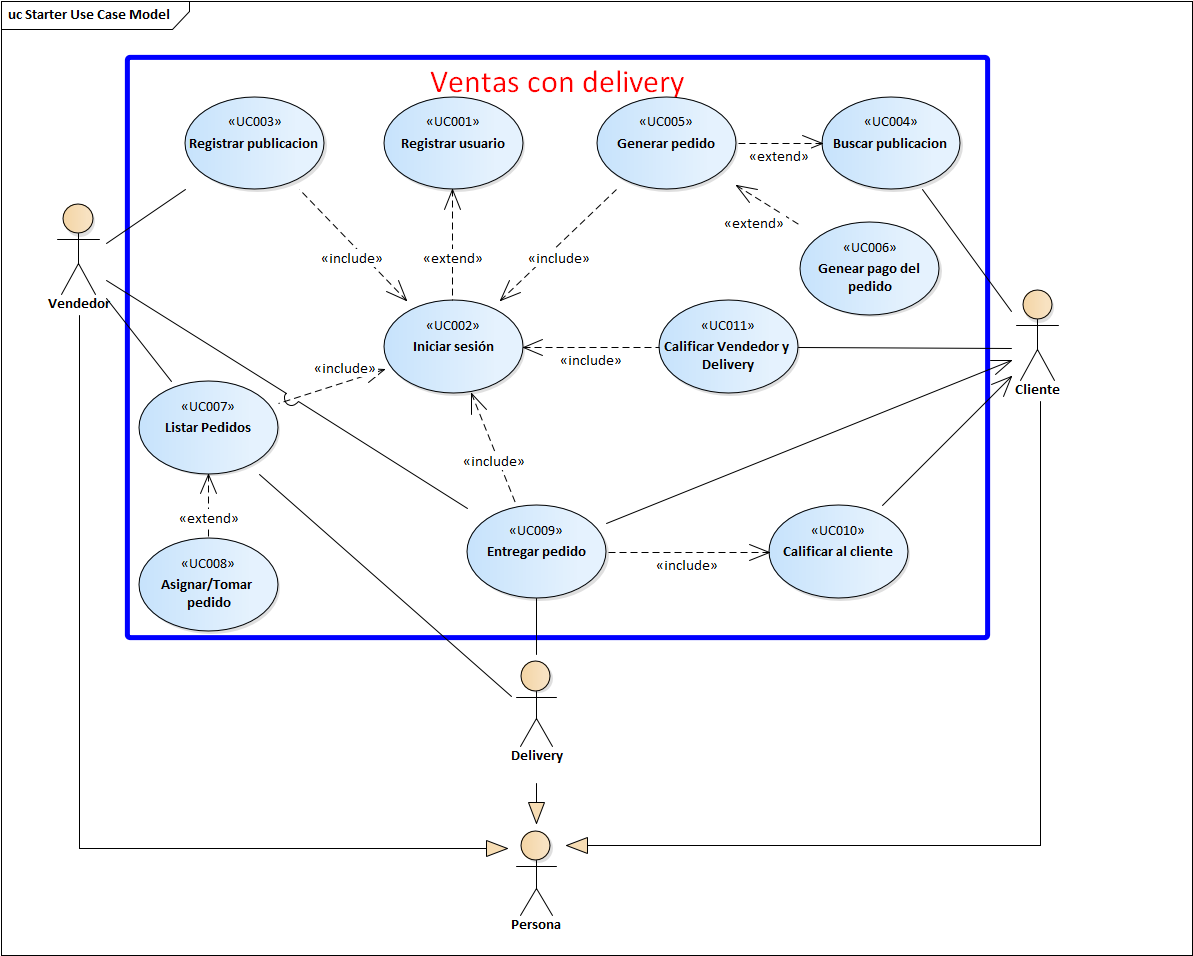 uc Starter Use Case Model
Ventas con delivery
«UC003»
Registrar publicacion
«UC001»
Registrar usuario
«UC005»
Generar pedido
«UC004»
Buscar publicacion
«extend»
«extend»
«UC006»
Genear pago del
pedido
«include»
«extend»
«include»
Vendedor
«UC002»
Iniciar sesión
«UC011»
Calificar Vendedor y
Delivery
«include»
«include»
Cliente
«UC007»
Listar Pedidos
«include»
«extend»
«UC009»
Entregar pedido
«UC010»
Calificar al cliente
«include»
«UC008»
Asignar/Tomar
pedido
Delivery
Persona